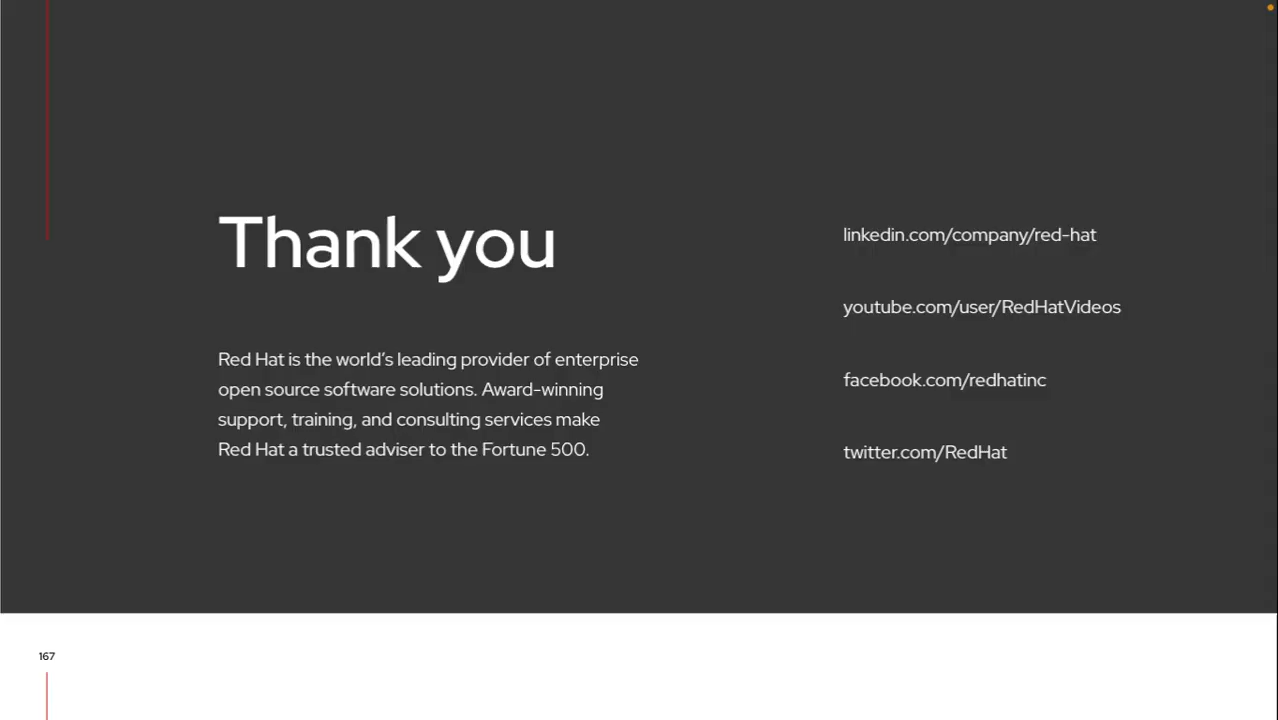 Thank you
Red Hat is the world’s leading provider of enterprise
open source software solutions. Award-winning
support, training, and consulting services make
Red Hat a trusted adviser to the Fortune 500.
linkedin.com/company/red-hat
youtube.com/user/RedHatVideos
facebook.com/redhatinc
twitter.com/RedHat
167